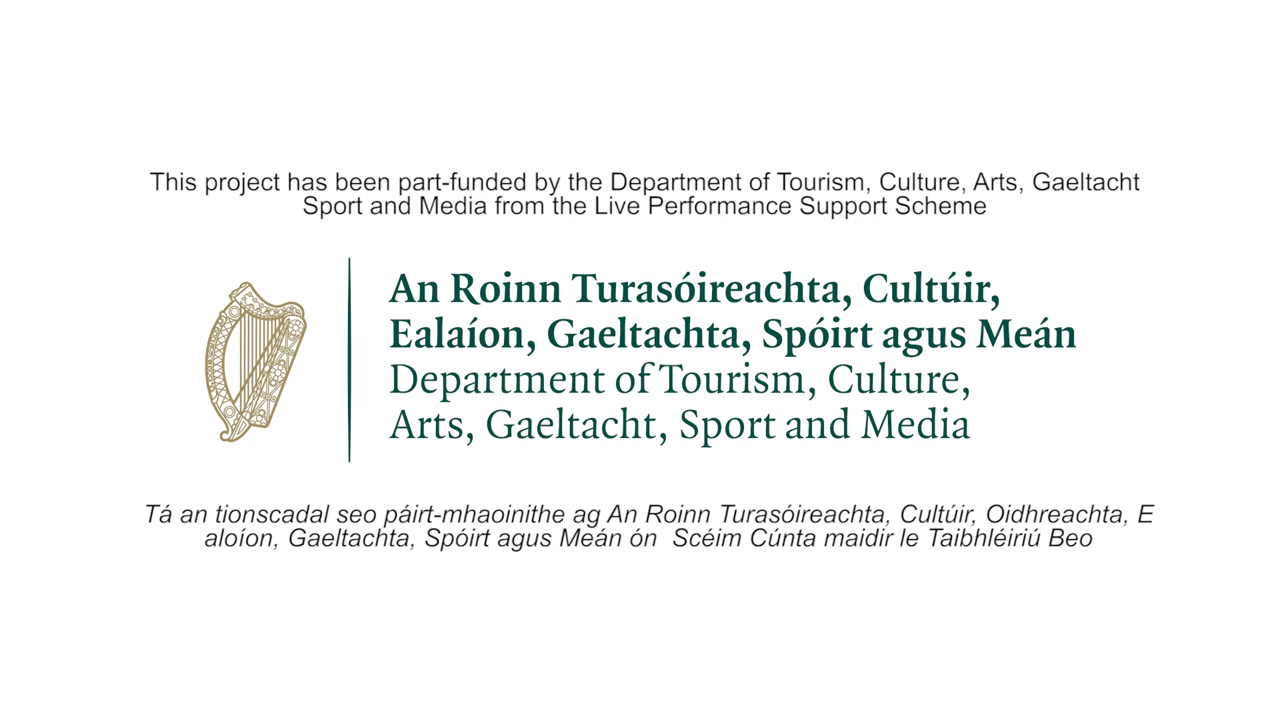 This project has been part-funded by the Department of Tourism, Culture, Arts, Gaeltacht
Sport and Media from the Live Performance Support Scheme
An Roinn Turasóireachta, Cultúir,
Ealaíon, Gaeltachta, Spóirt agus Meán
Department of Tourism, Culture,
Arts, Gaeltacht, Sport and Media
Tá an tionscadal seo páirt-mhaoinithe ag An Roinn Turasóireachta, Cultúir, Oidhreachta, E
aloíon, Gaeltachta, Spóirt agus Meán ón  Scéim Cúnta maidir le Taibhléiriú Beo